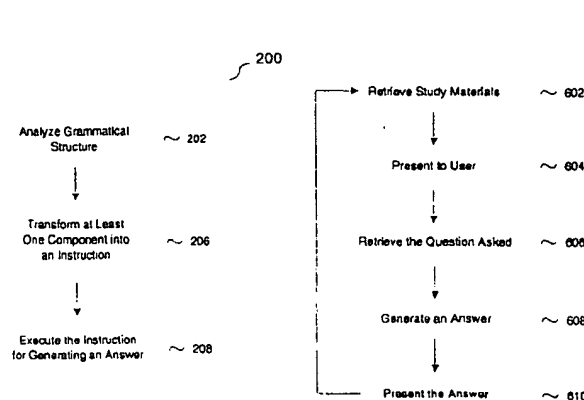 200
Analyze Grammatical
Structure
202
Transform at Least
One Component into
an Instruction
206
Execute the Instruction
for Generating an Answer
208
Retrieve Study Materials
602
Present to User
604
Retrieve the Question Asked
606
Generate an Answer
608
Present the Answer
610